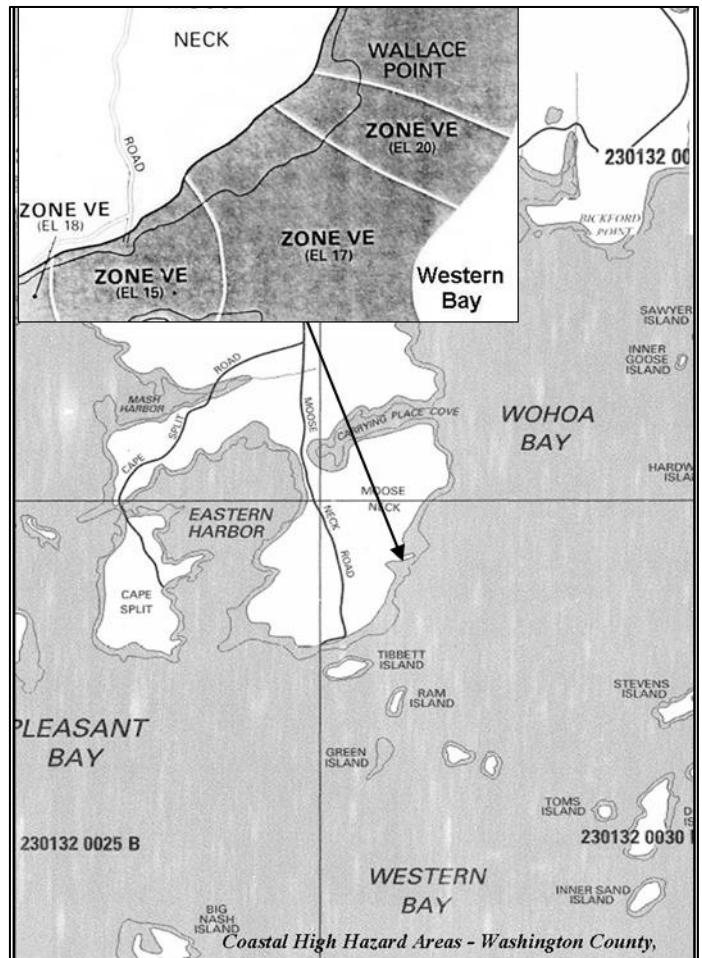 NECK
WALLACE
POINT
ROAD
ZONE VE
(EL 20)
ZONE VE
(EL 18)
ZONE VE
(EL 17)
ZONE VE
(EL 15)
Western
Bay
230132 00
BICKFORD
POINT
SAWYER
ISLAND
INNER
GOOSE
ISLAND
MASH
HARBOR
CAPE SPLIT ROAD
MOOSE NECK ROAD
CARRYING PLACE COVE
WOHOA
BAY
HARDW
ISLA
MOOSE
NECK
EASTERN
HARBOR
CAPE
SPLIT
TIBBETT
ISLAND
RAM
ISLAND
STEVENS
ISLAND
PLEASANT
BAY
GREEN
ISLAND
TOMS
ISLAND
D
IS
230132 0025 B
230132 0030
WESTERN
BAY
INNER SAND
ISLAND
BIG
NASH
ISLAND
Coastal High Hazard Areas - Washington County,